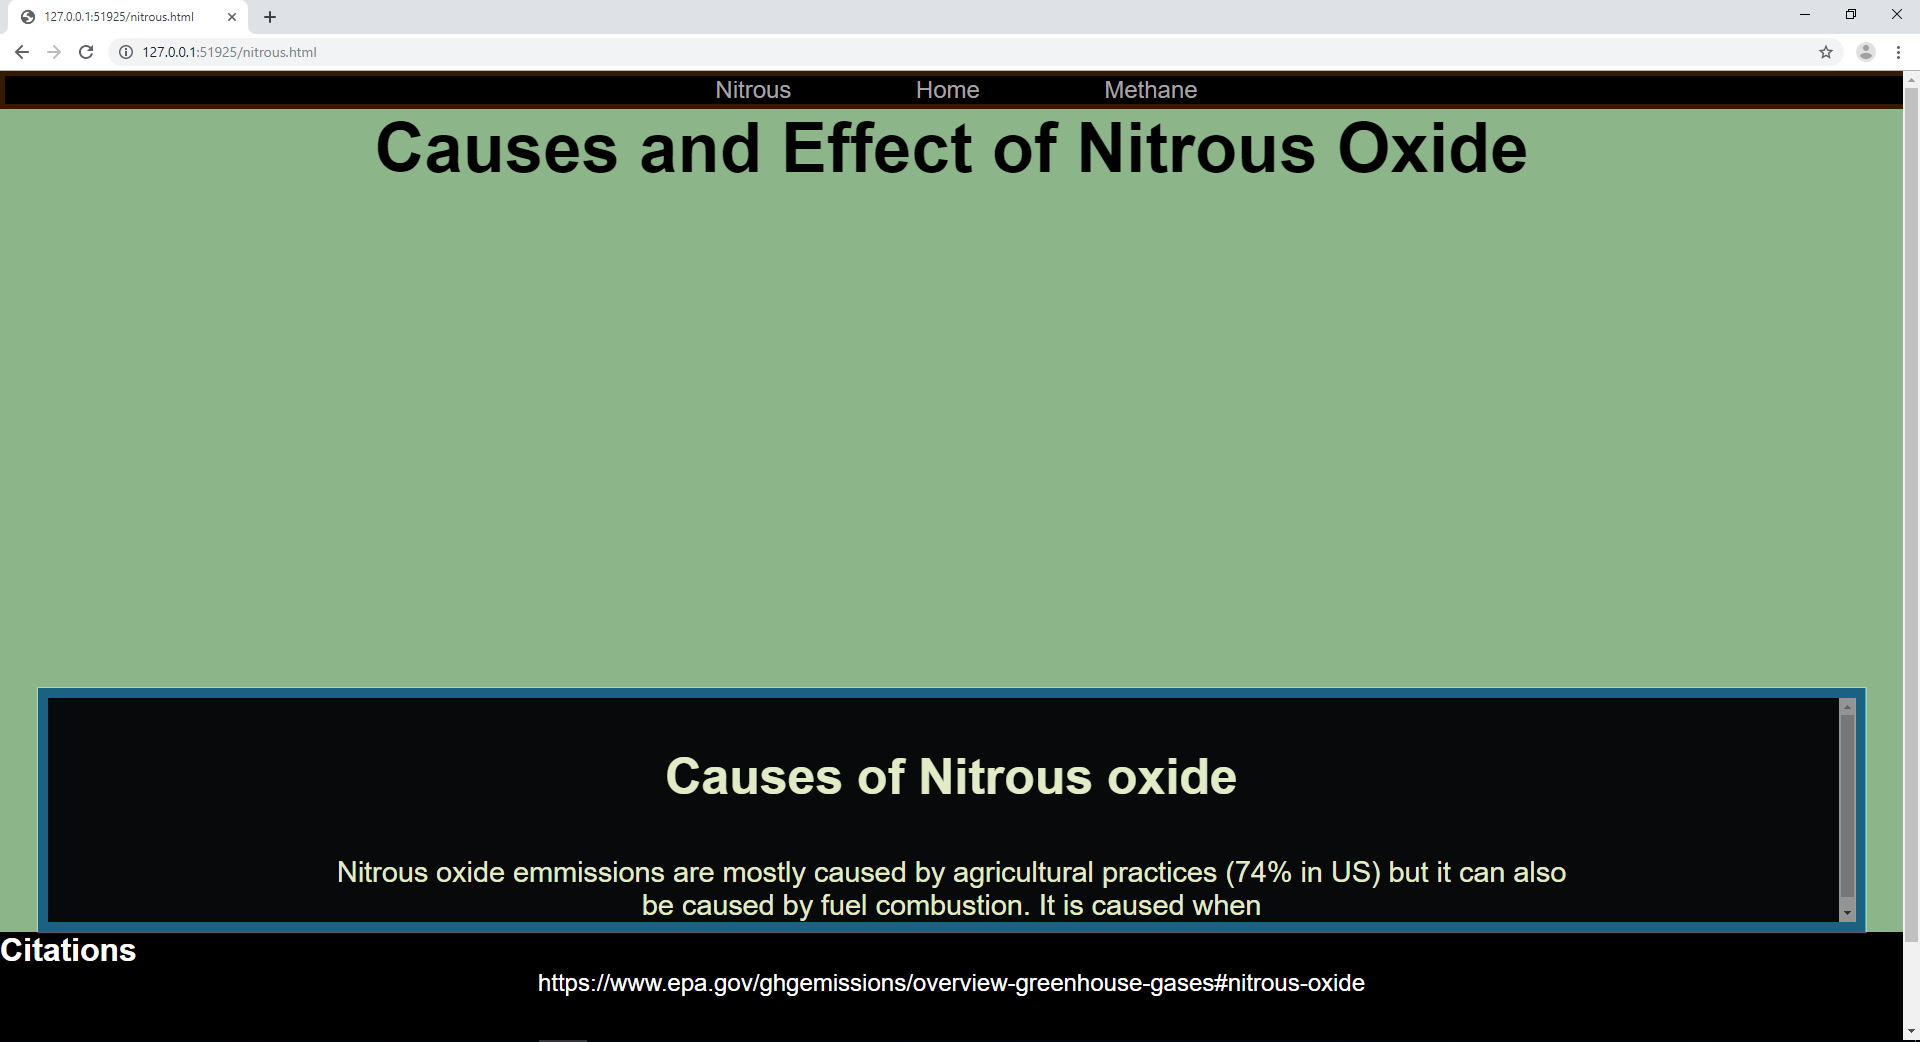 127.0.0.1:51925/nitrous.html
127.0.0.1:51925/nitrous.html
Nitrous Home Methane
Causes and Effect of Nitrous Oxide
Causes of Nitrous oxide
Nitrous oxide emmissions are mostly caused by agricultural practices (74% in US) but it can also
be caused by fuel combustion. It is caused when
Citations
https://www.epa.gov/ghgemissions/overview-greenhouse-gases#nitrous-oxide